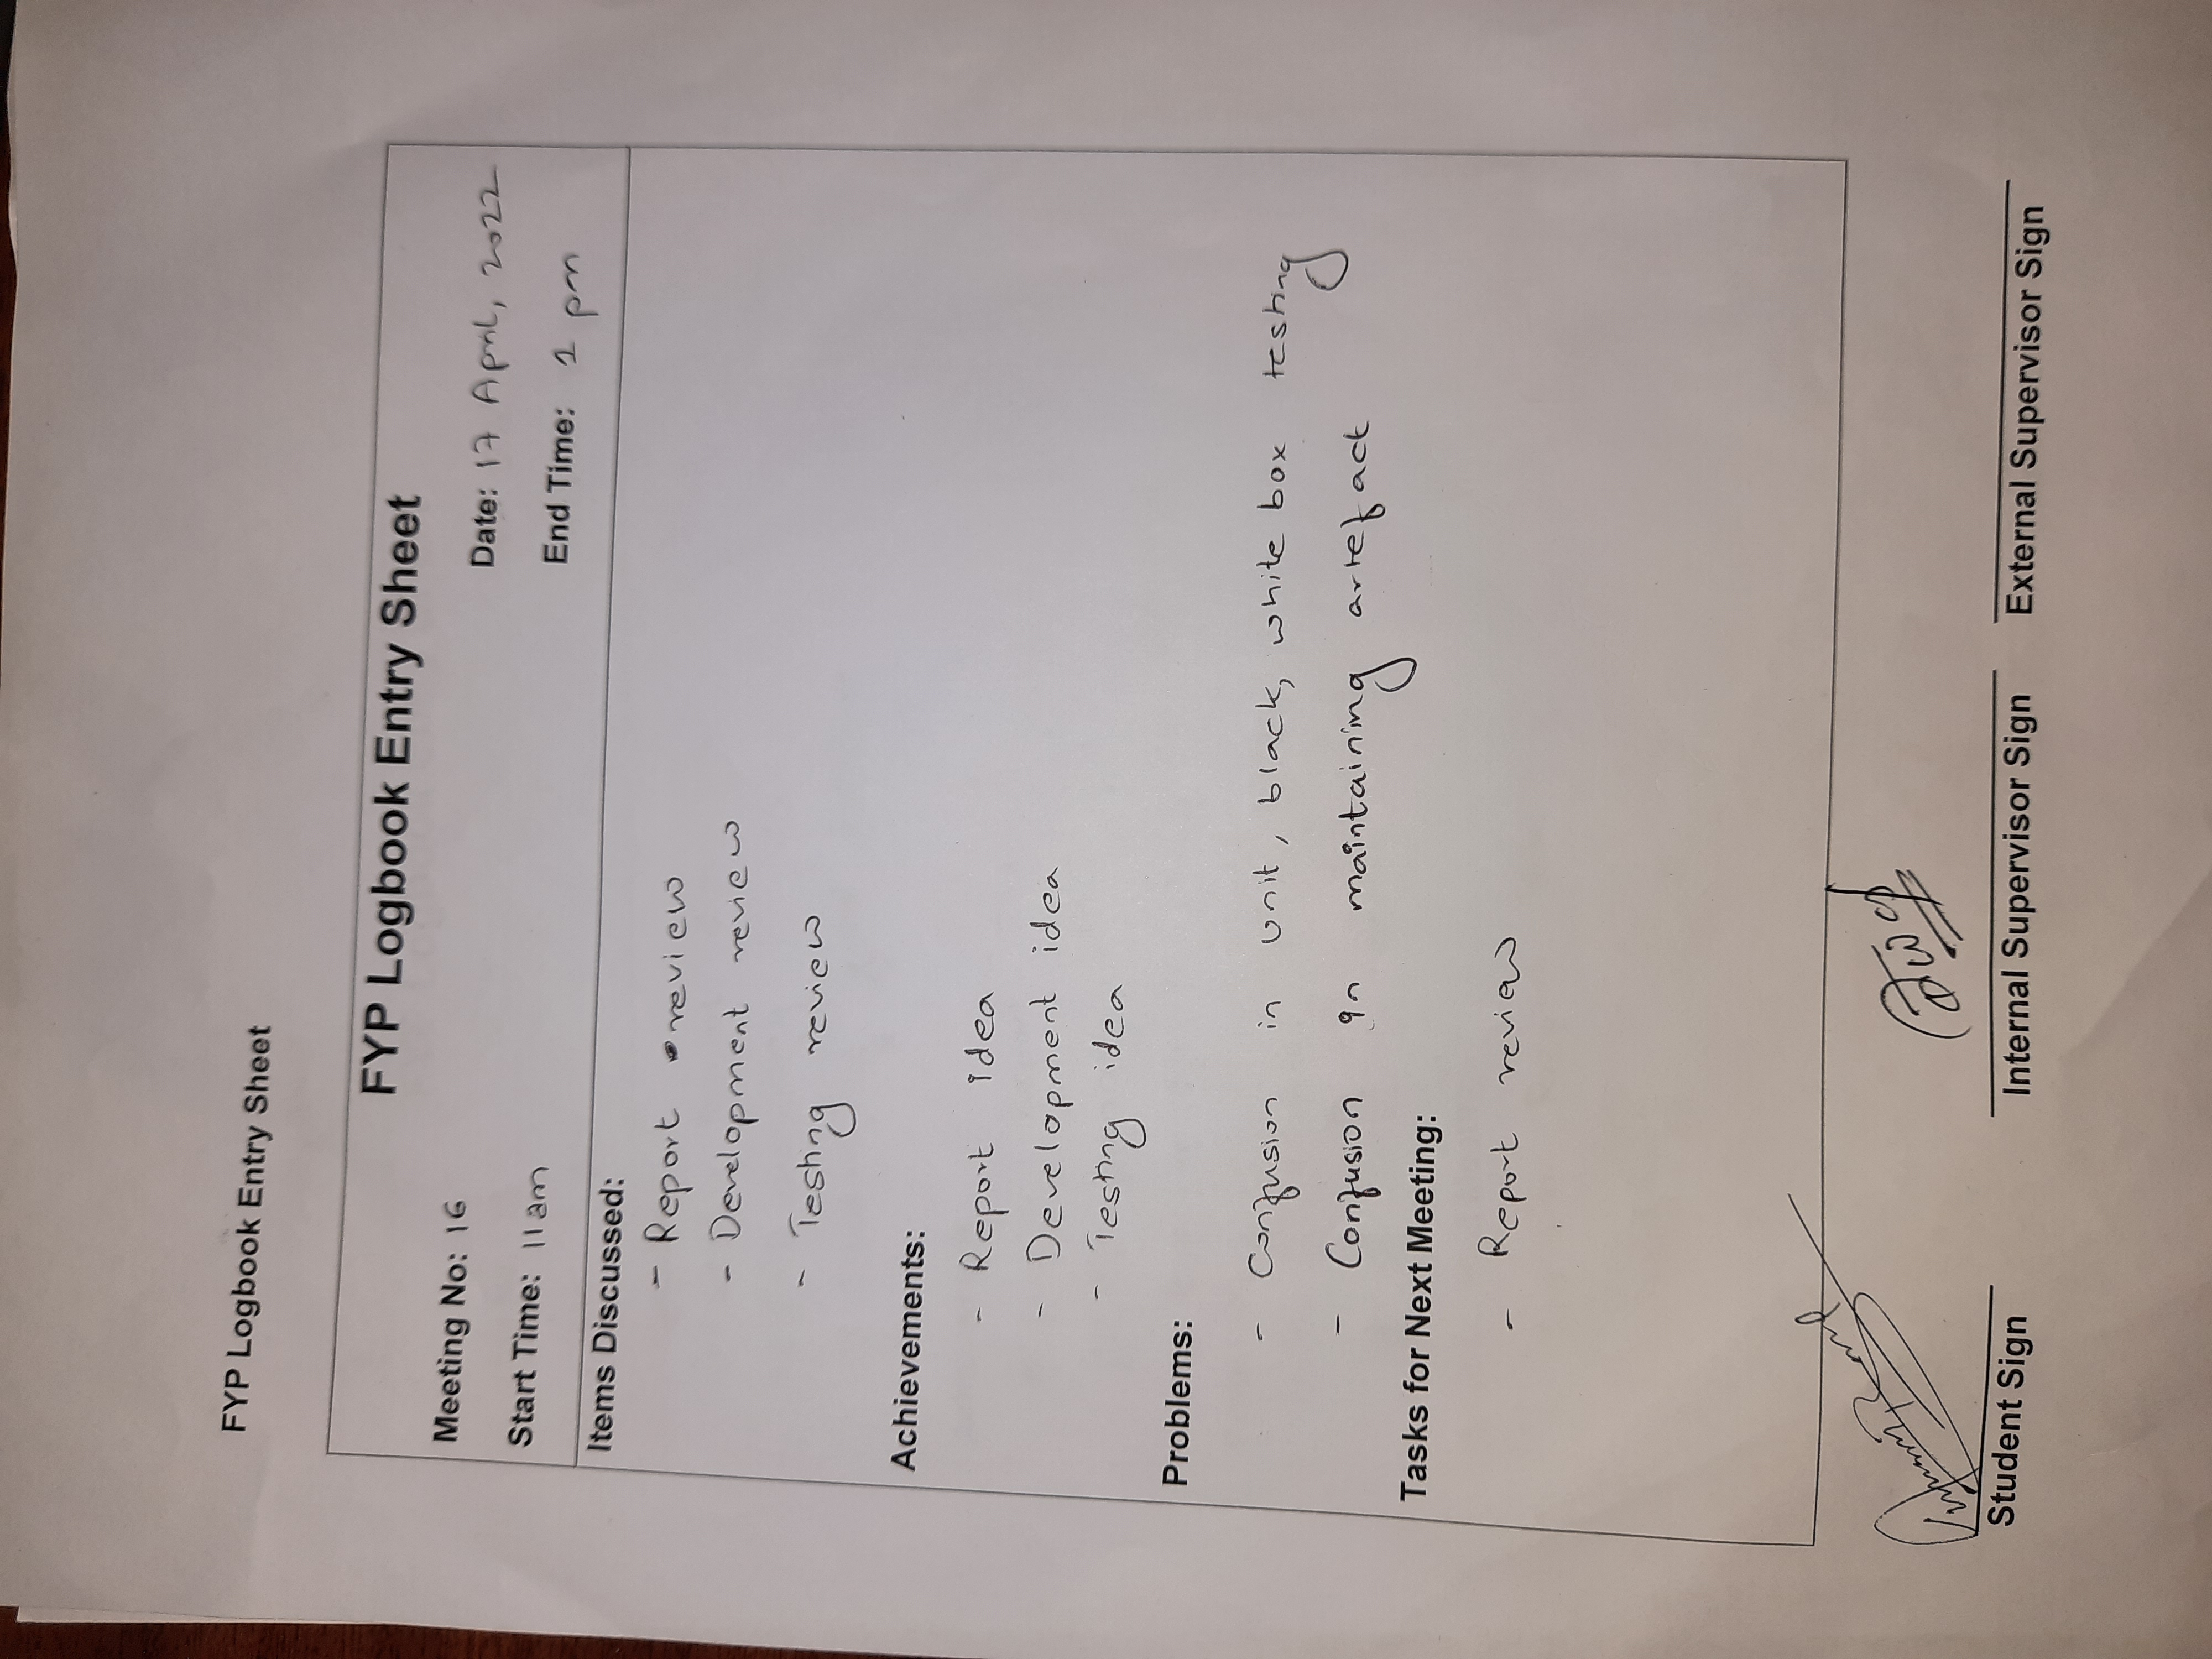 FYP Logbook Entry Sheet
FYP Logbook Entry Sheet
Meeting No: 16
Date: 17 April, 2022
Start Time: 11am
End Time: 1 pm
Items Discussed:
- Report review
- Development review
- Testing review
Achievements:
- Report idea
- Development idea
- Testing idea
Problems:
- Confusion in unit, black, white box testing
- Confusion in maintaining artefact
Tasks for Next Meeting:
- Report review
Student Sign
Internal Supervisor Sign
External Supervisor Sign